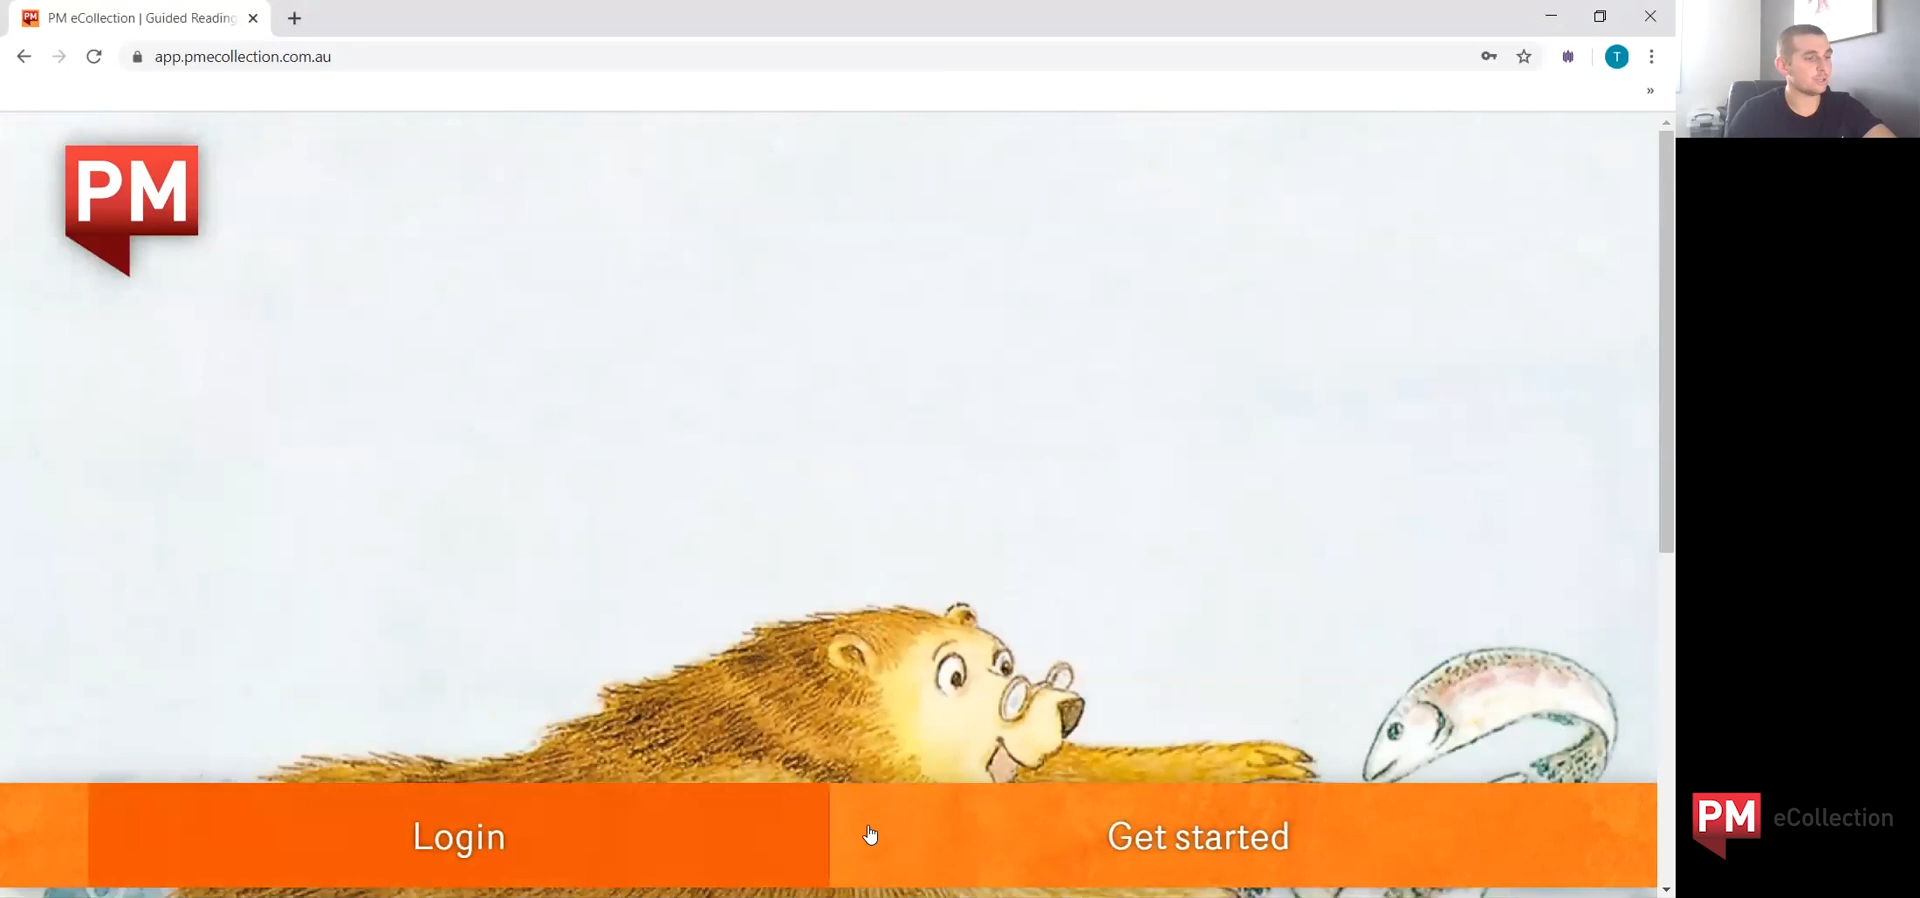 PM eCollection | Guided Reading
app.pmecollection.com.au
T
PM
Login
Get started
PM eCollection